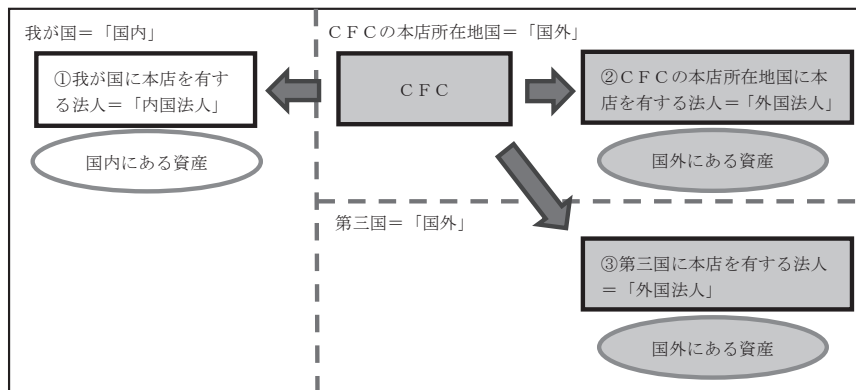 我が国＝「国内」
①我が国に本店を有す
る法人＝「内国法人」
国内にある資産
ＣＦＣの本店所在地国＝「国外」
ＣＦＣ
②ＣＦＣの本店所在地国に本
店を有する法人＝「外国法人」
国外にある資産
第三国＝「国外」
③第三国に本店を有する法人
＝「外国法人」
国外にある資産